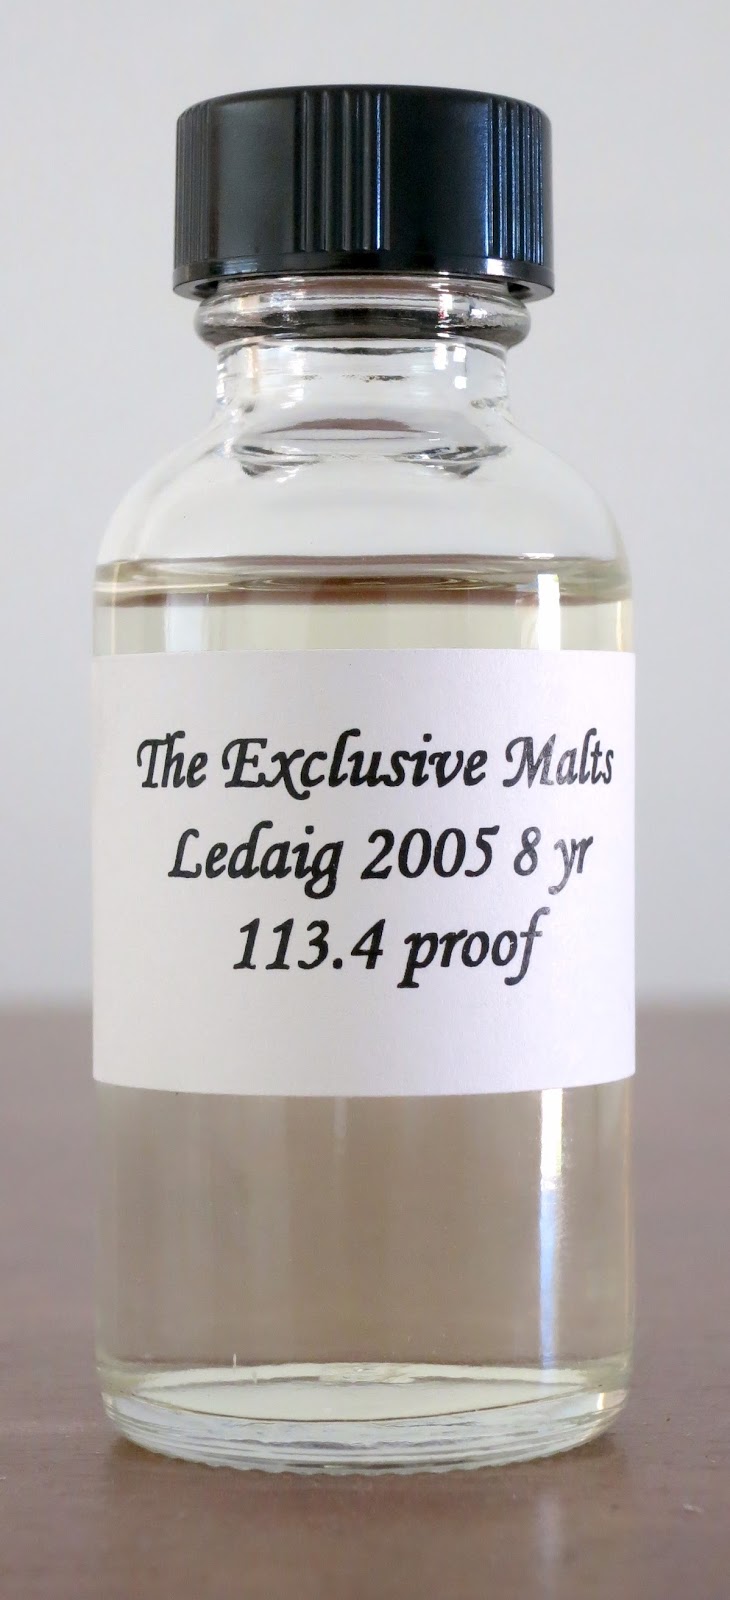 The Exclusive Malts
Ledaig 2005 8 yr
113.4 proof